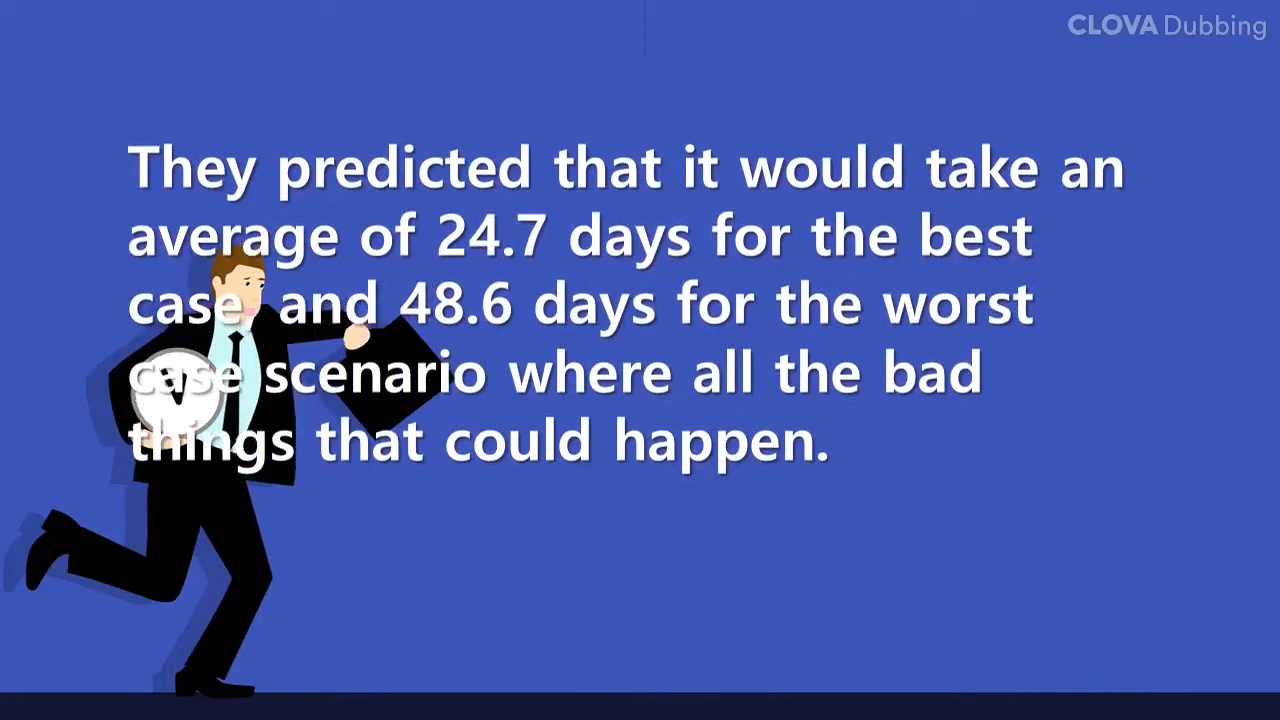 CLOVA Dubbing
They predicted that it would take an
average of 24.7 days for the best
case, and 48.6 days for the worst
case scenario where all the bad
things that could happen.